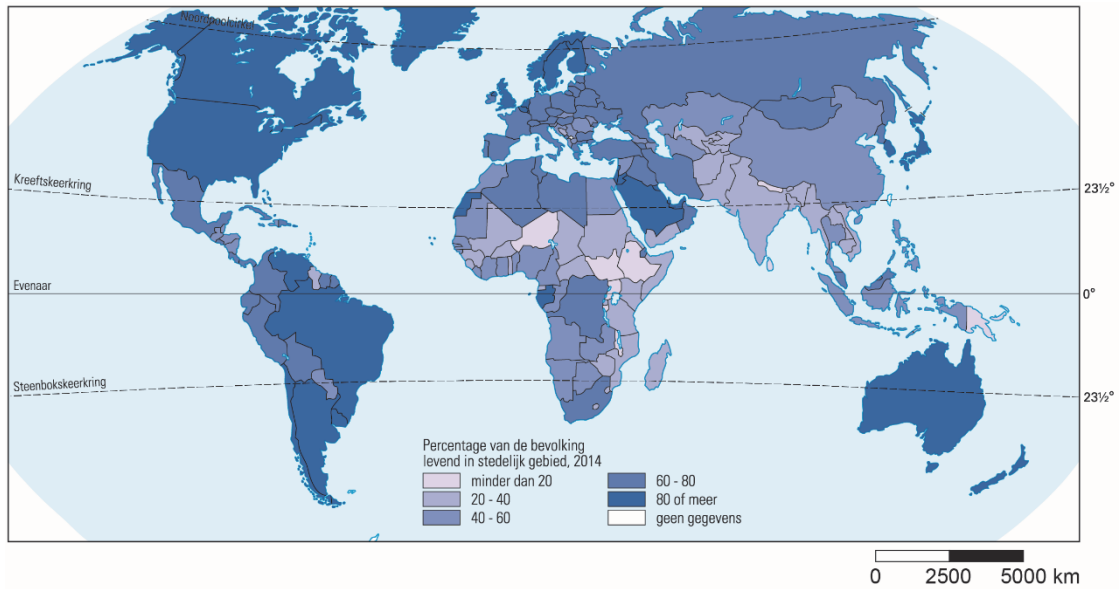 Noordpoolcirkel
Kreeftskeerkring
23½°
Evenaar
0°
Steenbokskeerkring
23½°
Percentage van de bevolking
levend in stedelijk gebied, 2014
minder dan 20
20 - 40
40 - 60
60 - 80
80 of meer
geen gegevens
0 2500 5000 km